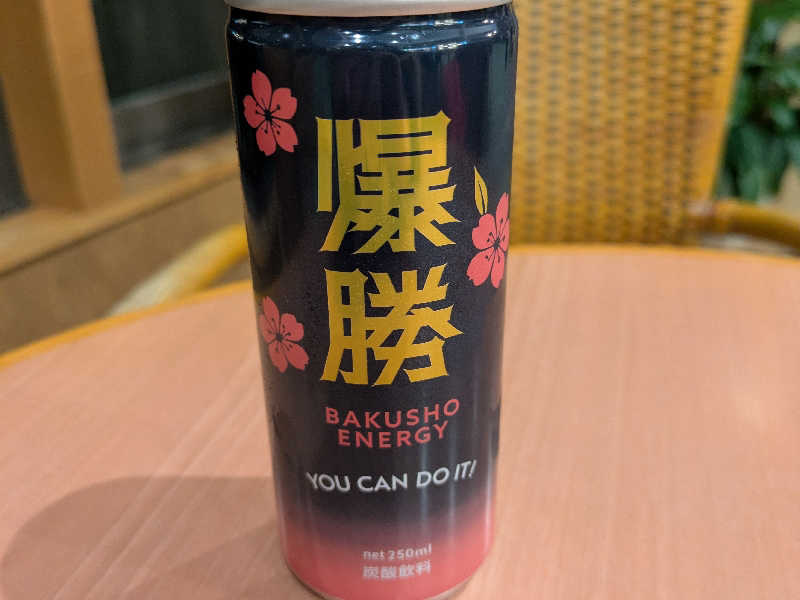 爆勝
BAKUSHO
ENERGY
YOU CAN DO IT!
net 250ml
炭酸飲料